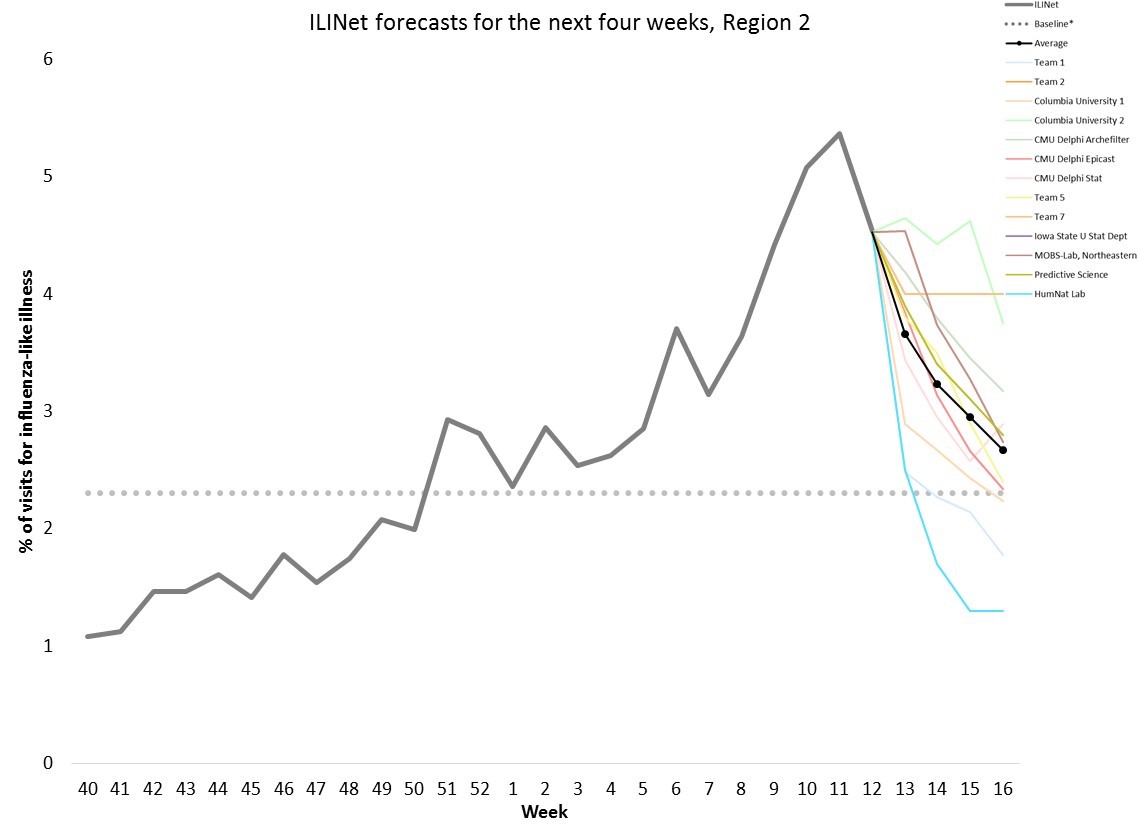 ILINet forecasts for the next four weeks, Region 2
ILINet
Baseline*
Average
Team 1
Team 2
Columbia University 1
Columbia University 2
CMU Delphi Archefilter
CMU Delphi Epicast
CMU Delphi Stat
Team 5
Team 7
Iowa State U Stat Dept
MOBS-Lab, Northeastern
Predictive Science
HumNat Lab
% of visits for influenza-like illness
6
5
4
3
2
1
0
40 41 42 43 44 45 46 47 48 49 50 51 52 1 2 3 4 5 6 7 8 9 10 11 12 13 14 15 16
Week